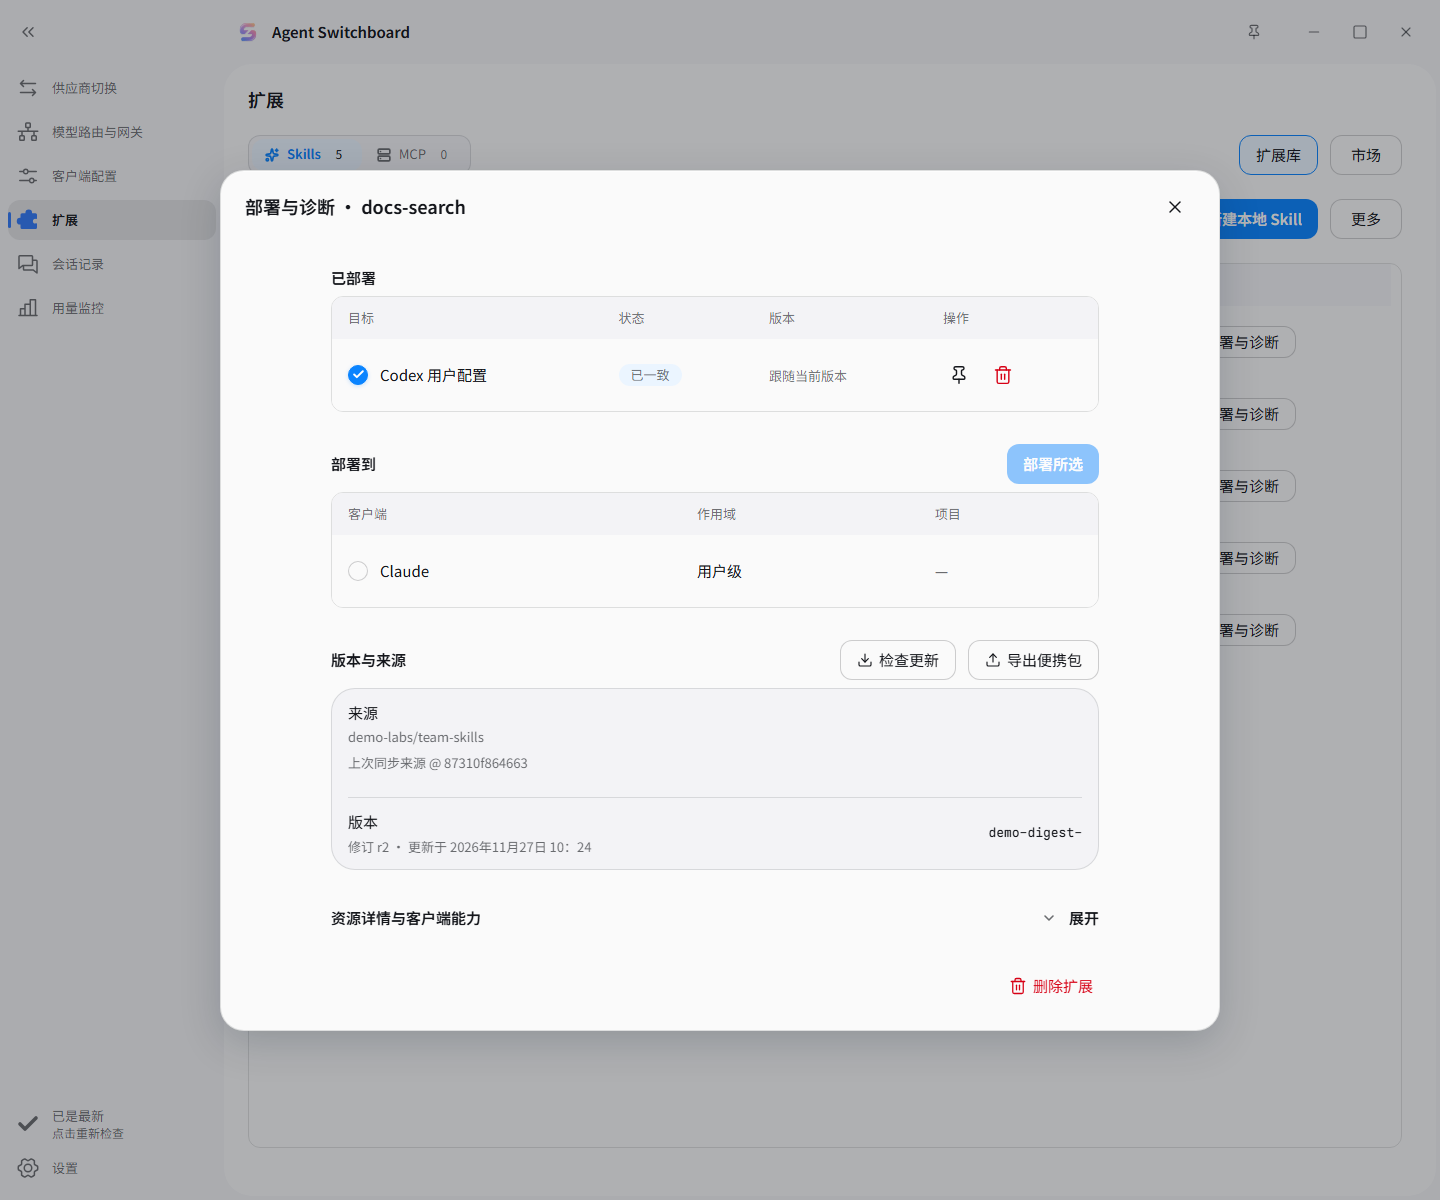 Agent Switchboard
供应商切换
模型路由与网关
客户端配置
扩展
会话记录
用量监控
已是最新
点击重新检查
设置
扩展
Skills 5
MCP 0
扩展库
市场
建本地 Skill
更多
署与诊断
署与诊断
署与诊断
署与诊断
署与诊断
部署与诊断 · docs-search
已部署
目标 状态 版本 操作
Codex 用户配置 已一致 跟随当前版本
部署到
部署所选
客户端 作用域 项目
Claude 用户级 —
版本与来源
检查更新
导出便携包
来源
demo-labs/team-skills
上次同步来源 @ 87310f864663
版本
修订 r2 · 更新于 2026年11月27日 10：24
demo-digest-
资源详情与客户端能力
展开
删除扩展